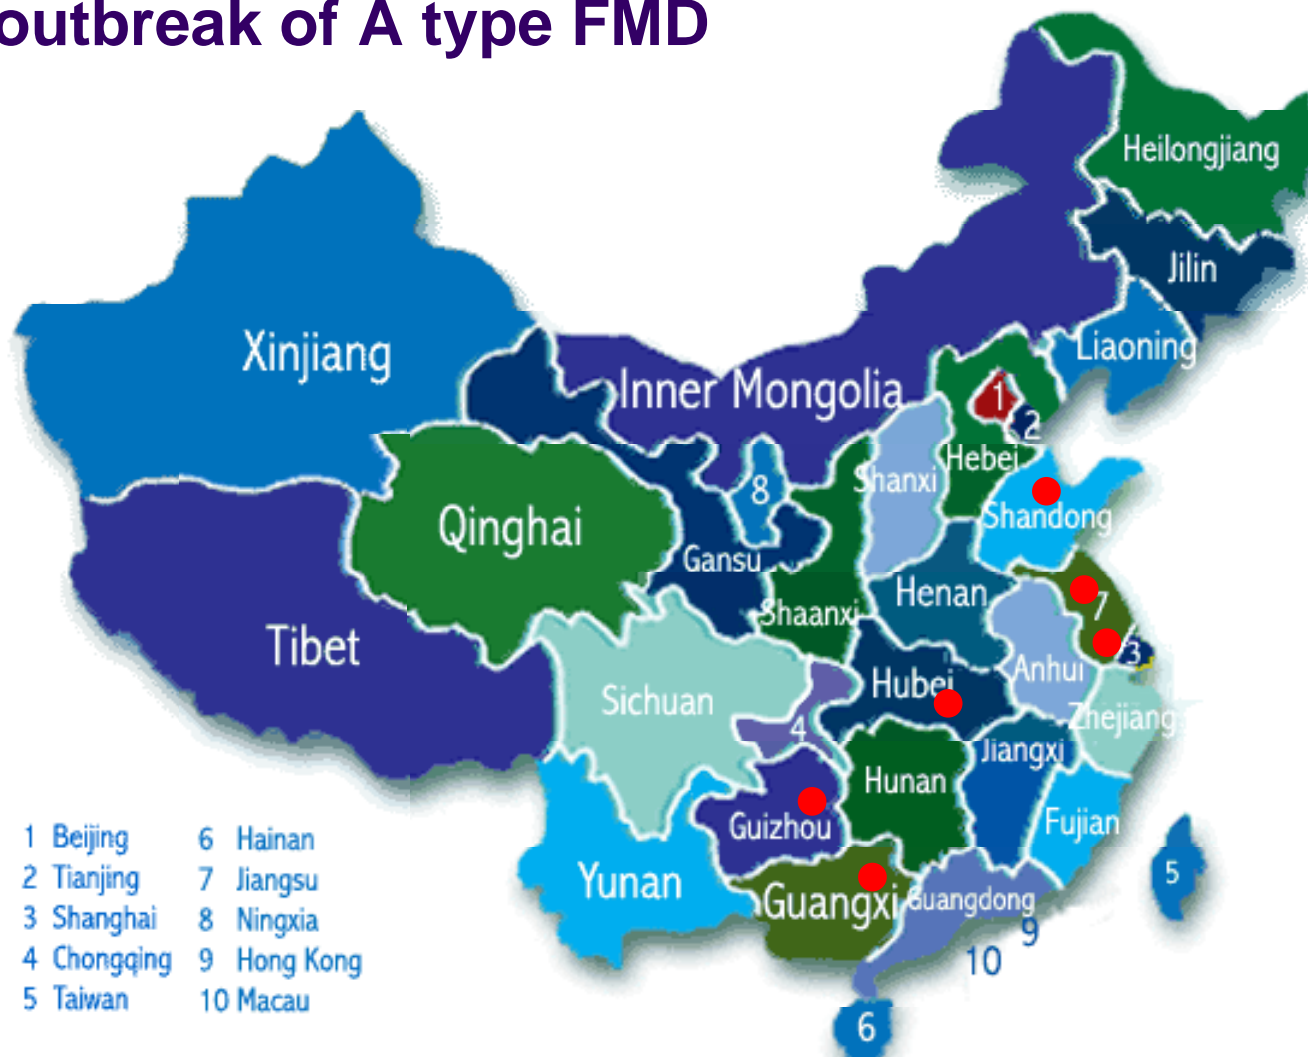 outbreak of A type FMD
Heilongjiang
Jilin
Liaoning
Xinjiang
Inner Mongolia
1
2
Hebei
Shanxi
8
Shandong
Qinghai
Gansu
Henan
7
Shaanxi
Tibet
3
Anhui
Hubei
Sichuan
Zhejiang
4
Jiangxi
Hunan
Guizhou
Fujian
5
Yunan
Guangxi
Guangdong
9
10
6
1 Beijing
2 Tianjing
3 Shanghai
4 Chongqing
5 Taiwan
6 Hainan
7 Jiangsu
8 Ningxia
9 Hong Kong
10 Macau